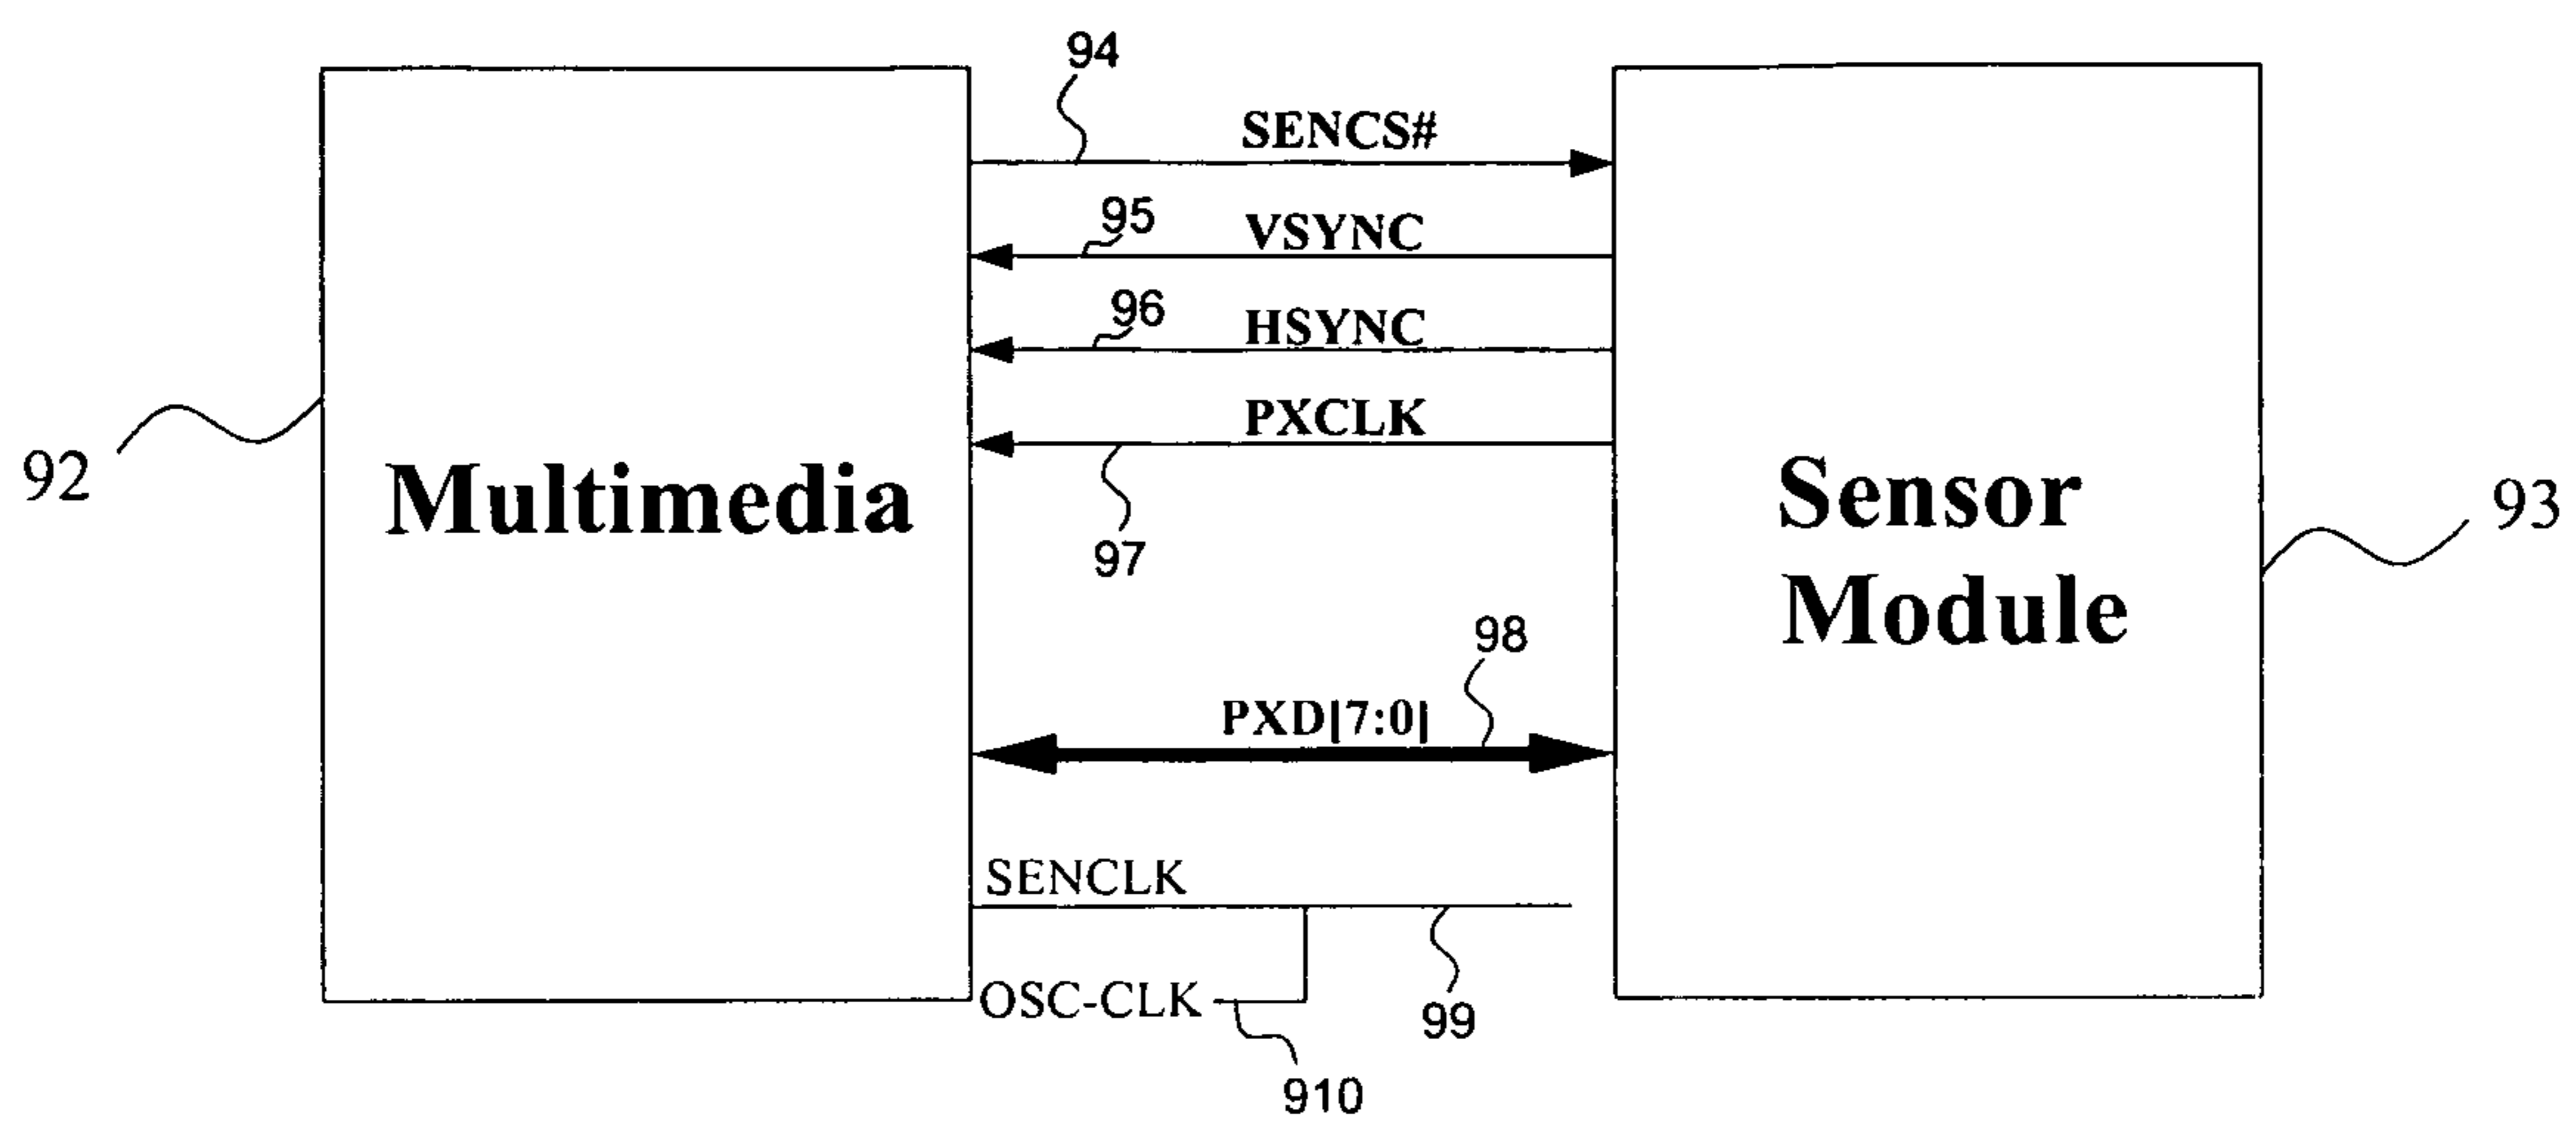 94
SENCS#
95
VSYNC
96
HSYNC
PXCLK
92
Multimedia
97
Sensor
Module
93
98
PXD[7:0]
SENCLK
OSC-CLK
99
910